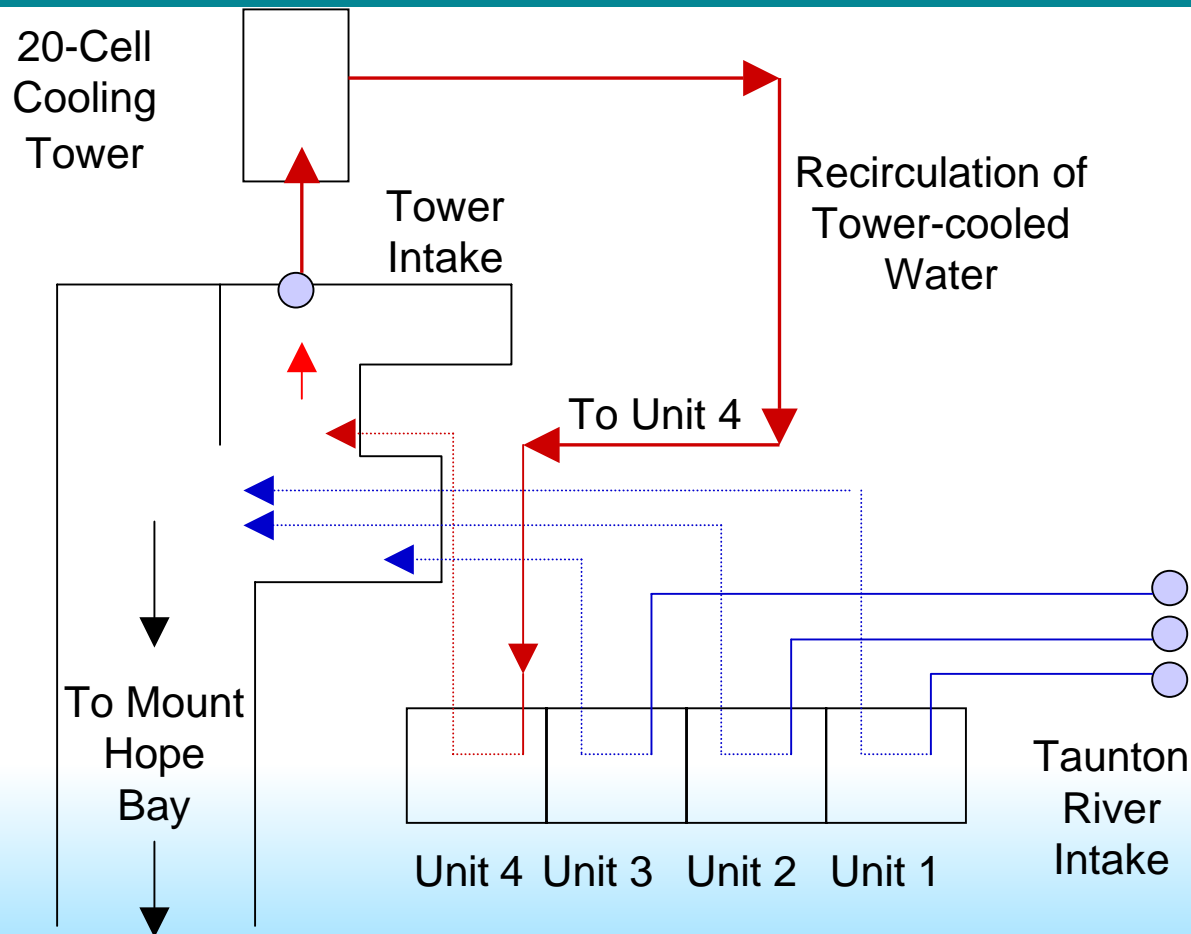 20-Cell
Cooling
Tower
Tower
Intake
Recirculation of
Tower-cooled
Water
To Unit 4
To Mount
Hope
Bay
Taunton
River
Intake
Unit 4
Unit 3
Unit 2
Unit 1